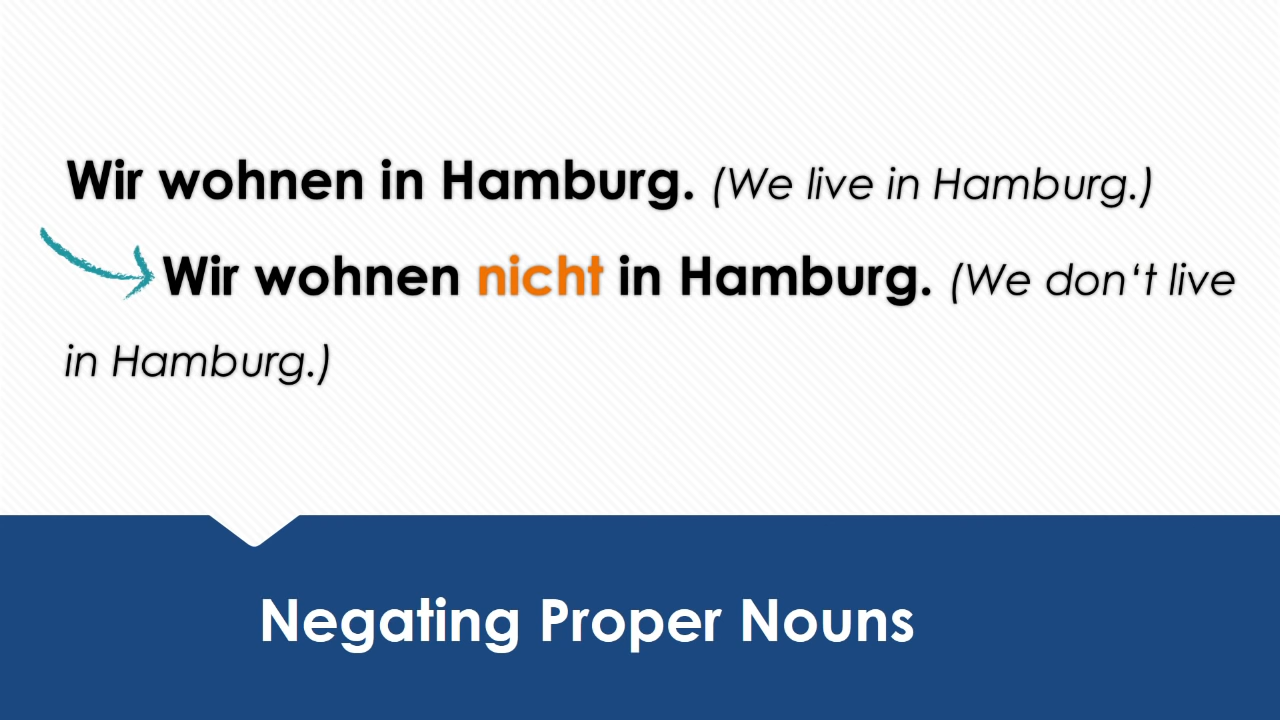 Wir wohnen in Hamburg. (We live in Hamburg.)
Wir wohnen nicht in Hamburg. (We don‘t live
in Hamburg.)
Negating Proper Nouns